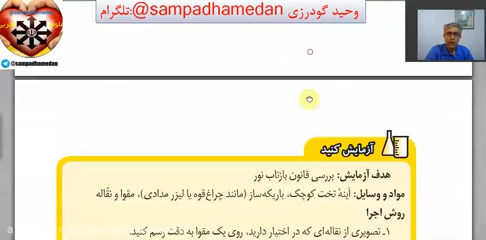 وحید گودرزی @sampadhamedan:تلگرام
@sampadhamedan
آزمایش کنید
هدف آزمایش: بررسی قانون بازتاب نور
مواد و وسایل: آینهٔ تخت کوچک، باریکه‌ساز (مانند چراغ‌قوه یا لیزر مدادی)، مقوا و نقّاله
روش اجرا
۱ـ تصویری از نقاله‌ای که در اختیار دارید، روی یک مقوا به دقت رسم کنید.